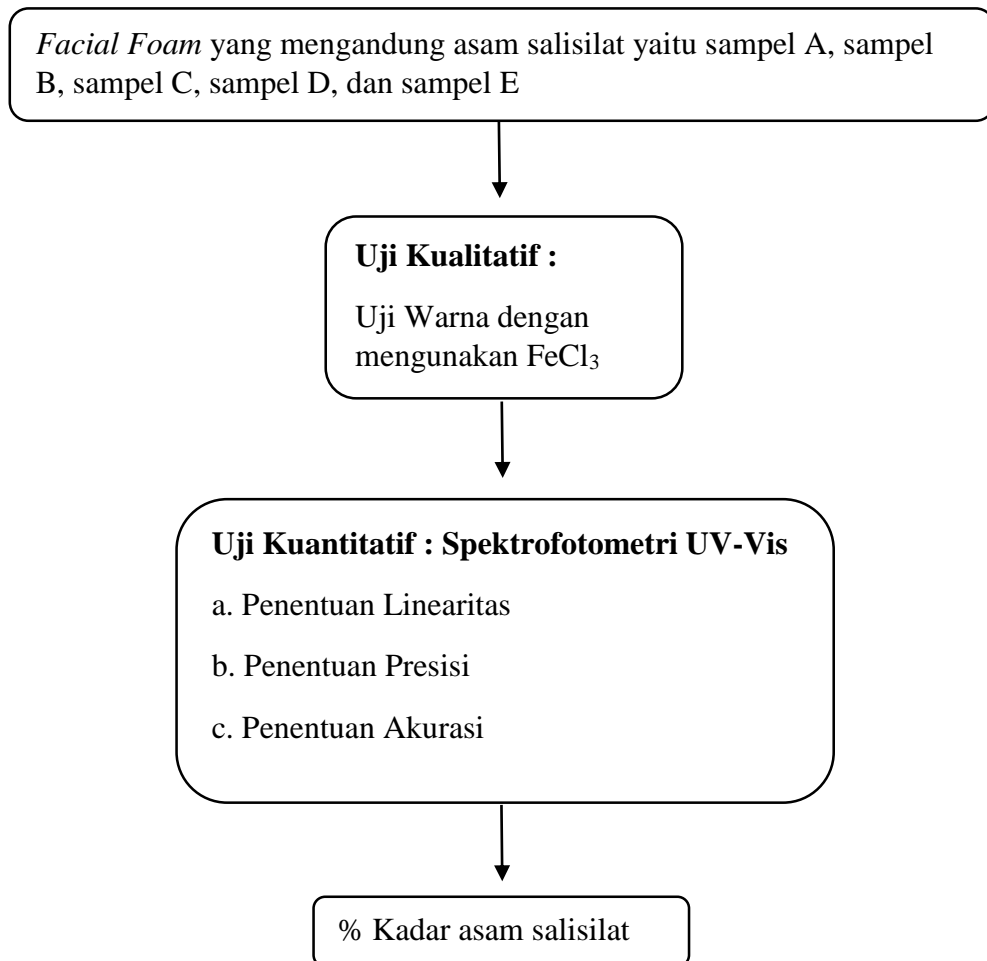 Facial Foam yang mengandung asam salisilat yaitu sampel A, sampel
B, sampel C, sampel D, dan sampel E
Uji Kualitatif :
Uji Warna dengan
mengunakan FeCl₃
Uji Kuantitatif : Spektrofotometri UV-Vis
a. Penentuan Linearitas
b. Penentuan Presisi
c. Penentuan Akurasi
% Kadar asam salisilat